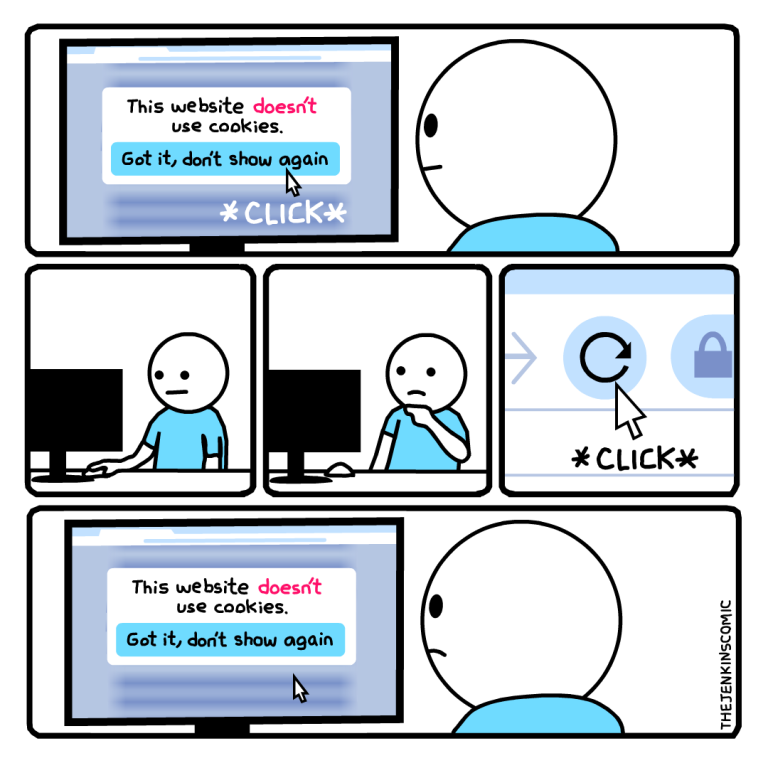 This website doesn't
use cookies.
Got it, don't show again
*CLICK*
*CLICK*
This website doesn't
use cookies.
Got it, don't show again
THEJENKINSCOMIC